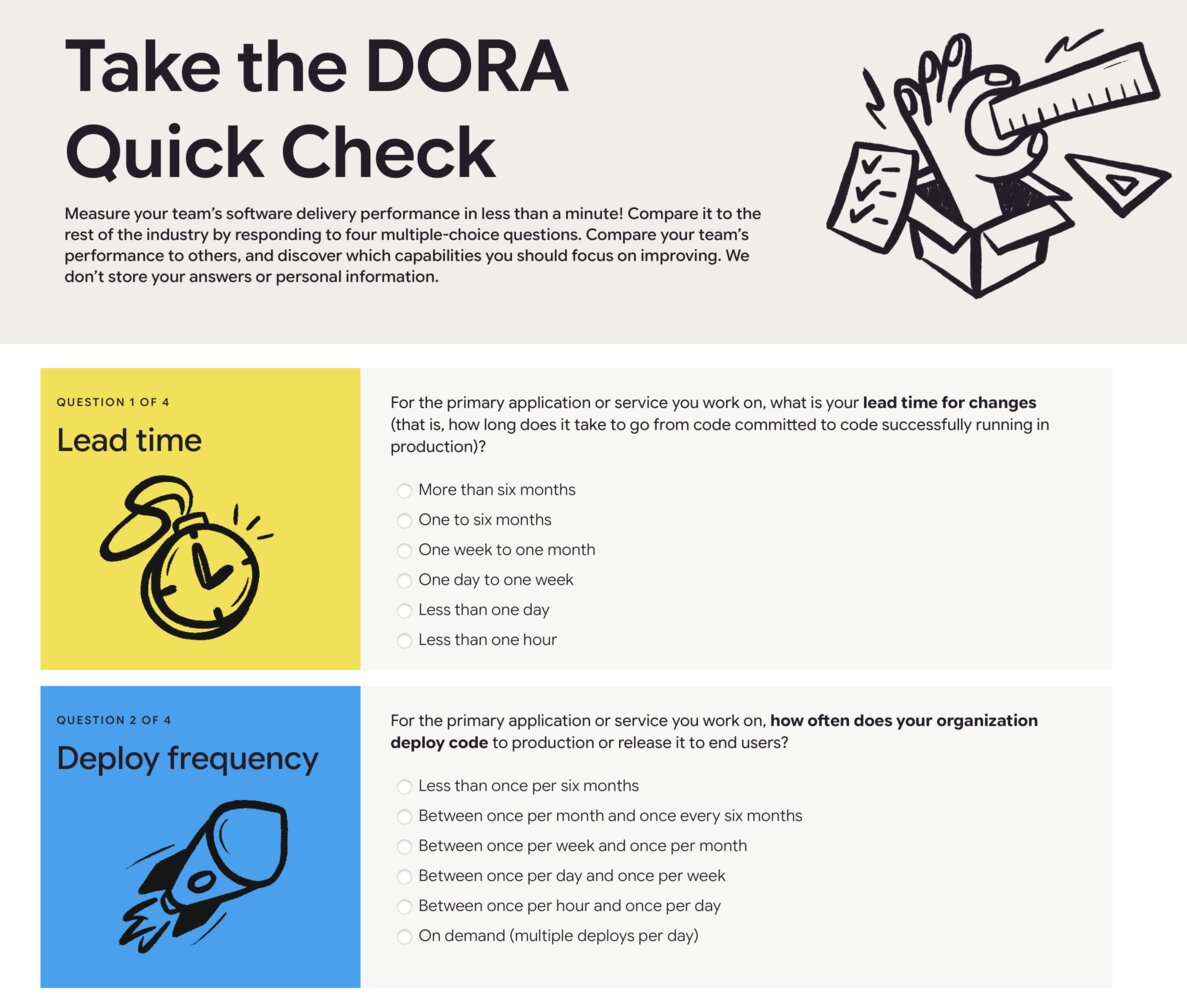 Take the DORA
Quick Check
Measure your team’s software delivery performance in less than a minute! Compare it to the
rest of the industry by responding to four multiple-choice questions. Compare your team’s
performance to others, and discover which capabilities you should focus on improving. We
don’t store your answers or personal information.
QUESTION 1 OF 4
Lead time
For the primary application or service you work on, what is your lead time for changes
(that is, how long does it take to go from code committed to code successfully running in
production)?
More than six months
One to six months
One week to one month
One day to one week
Less than one day
Less than one hour
QUESTION 2 OF 4
Deploy frequency
For the primary application or service you work on, how often does your organization
deploy code to production or release it to end users?
Less than once per six months
Between once per month and once every six months
Between once per week and once per month
Between once per day and once per week
Between once per hour and once per day
On demand (multiple deploys per day)